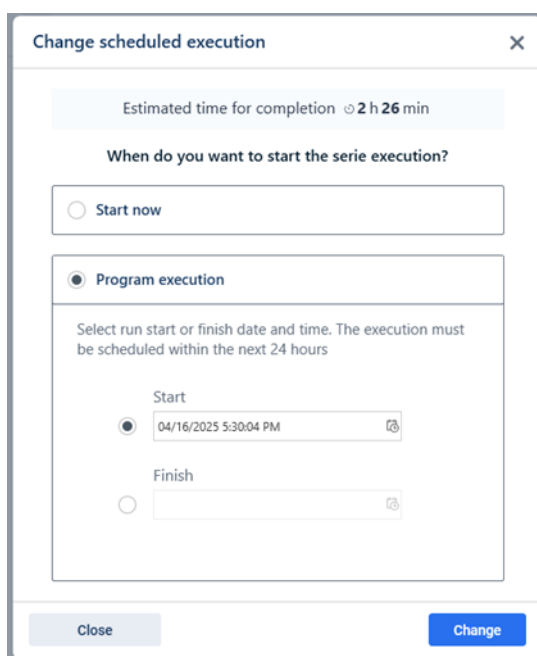 Change scheduled execution
Estimated time for completion 2 h 26 min
When do you want to start the serie execution?
Start now
Program execution
Select run start or finish date and time. The execution must
be scheduled within the next 24 hours
Start
04/16/2025 5:30:04 PM
Finish
Close
Change